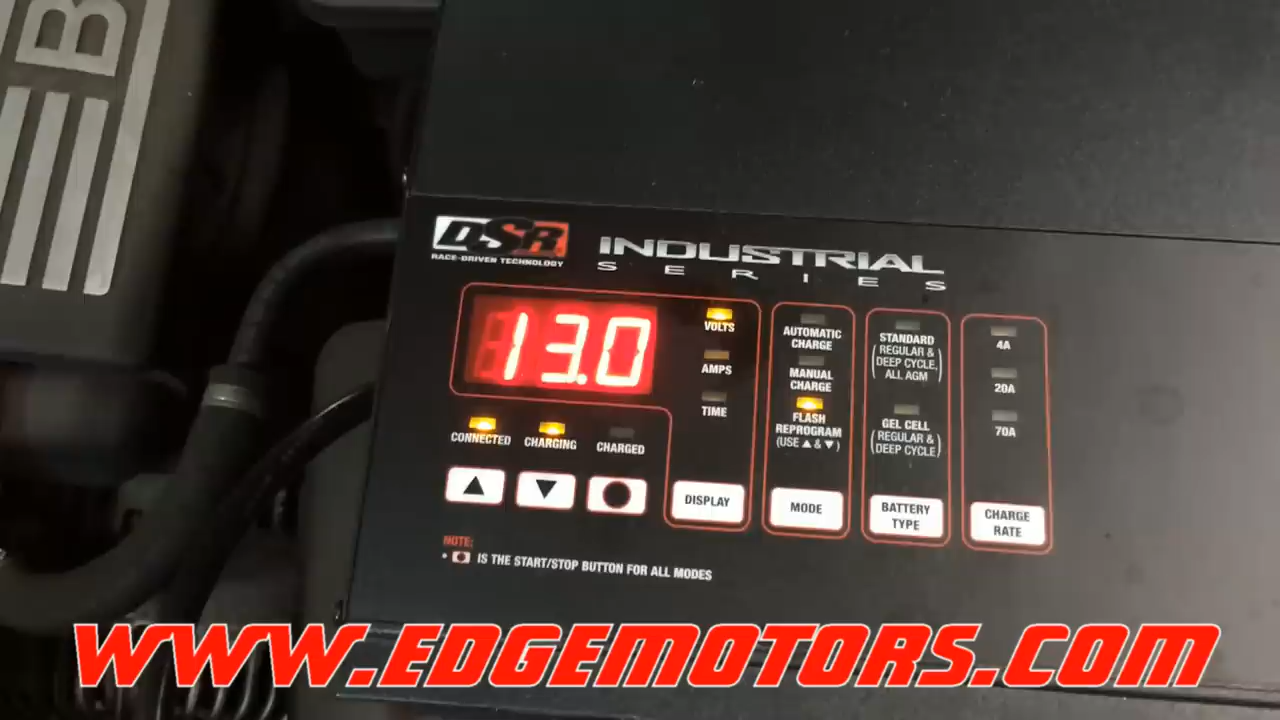 B
DSR
RACE-DRIVEN TECHNOLOGY
INDUSTRIAL
SERIES
13.0
VOLTS
AMPS
TIME
CONNECTED
CHARGING
CHARGED
▲
▼
DISPLAY
AUTOMATIC
CHARGE
MANUAL
CHARGE
FLASH
REPROGRAM
(USE ▲ & ▼)
MODE
STANDARD
(REGULAR &
DEEP CYCLE,
ALL AGM)
GEL CELL
(REGULAR &
DEEP CYCLE)
BATTERY
TYPE
4A
20A
70A
CHARGE
RATE
NOTE:
• IS THE START/STOP BUTTON FOR ALL MODES
WWW.EDGEMOTORS.COM